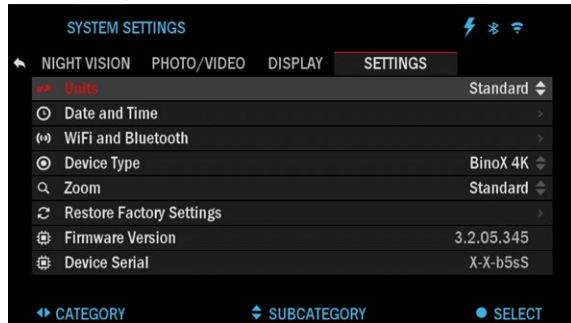 SYSTEM SETTINGS
NIGHT VISION PHOTO/VIDEO DISPLAY SETTINGS
Units Standard
Date and Time
WiFi and Bluetooth
Device Type BinoX 4K
Zoom Standard
Restore Factory Settings
Firmware Version 3.2.05.345
Device Serial X-X-b5sS
CATEGORY SUBCATEGORY SELECT